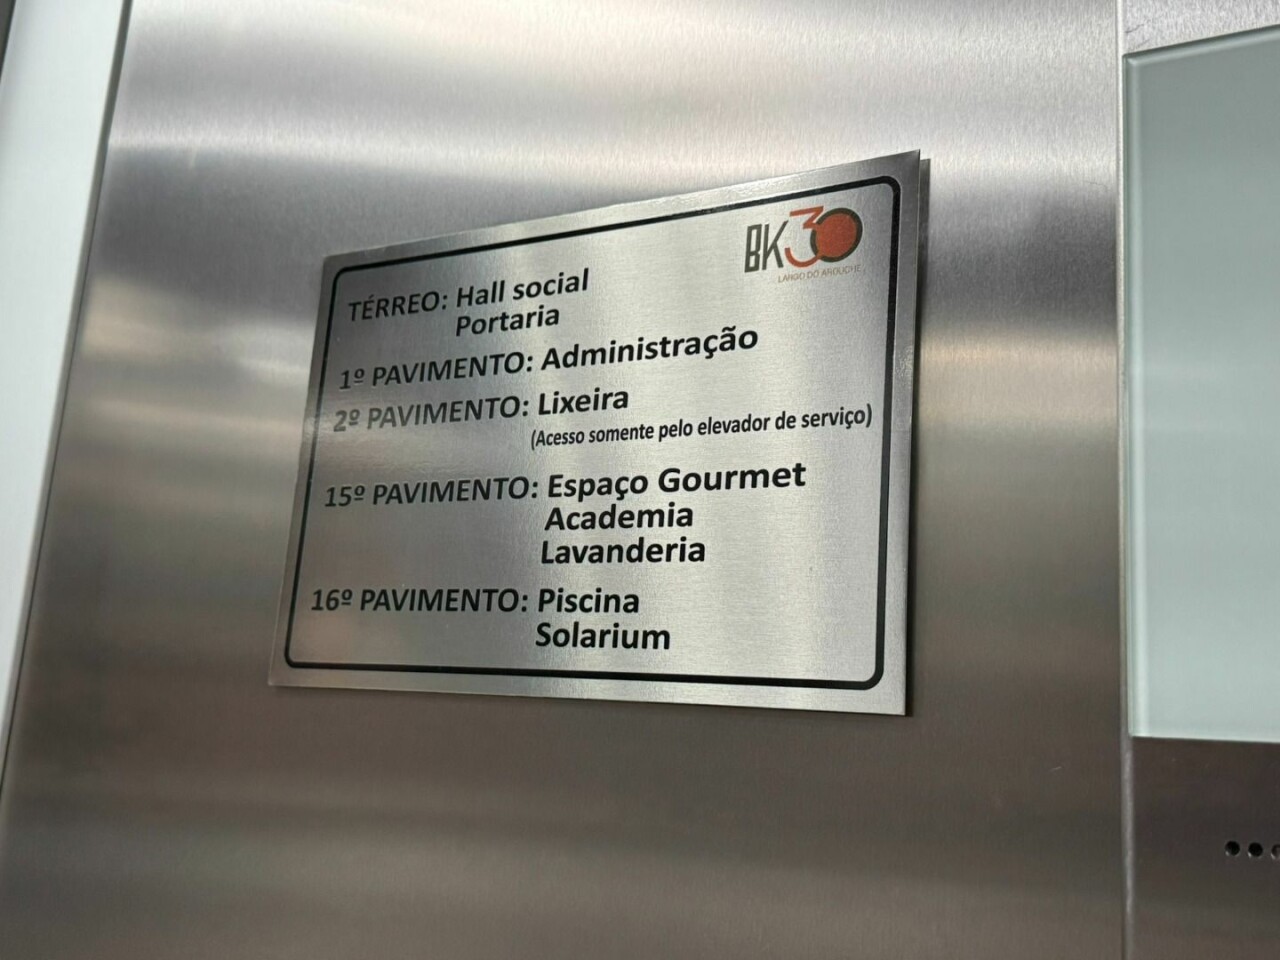 BK30
LARGO DO AROUCHE
TÉRREO: Hall social
Portaria
1º PAVIMENTO: Administração
2º PAVIMENTO: Lixeira
(Acesso somente pelo elevador de serviço)
15º PAVIMENTO: Espaço Gourmet
Academia
Lavanderia
16º PAVIMENTO: Piscina
Solarium